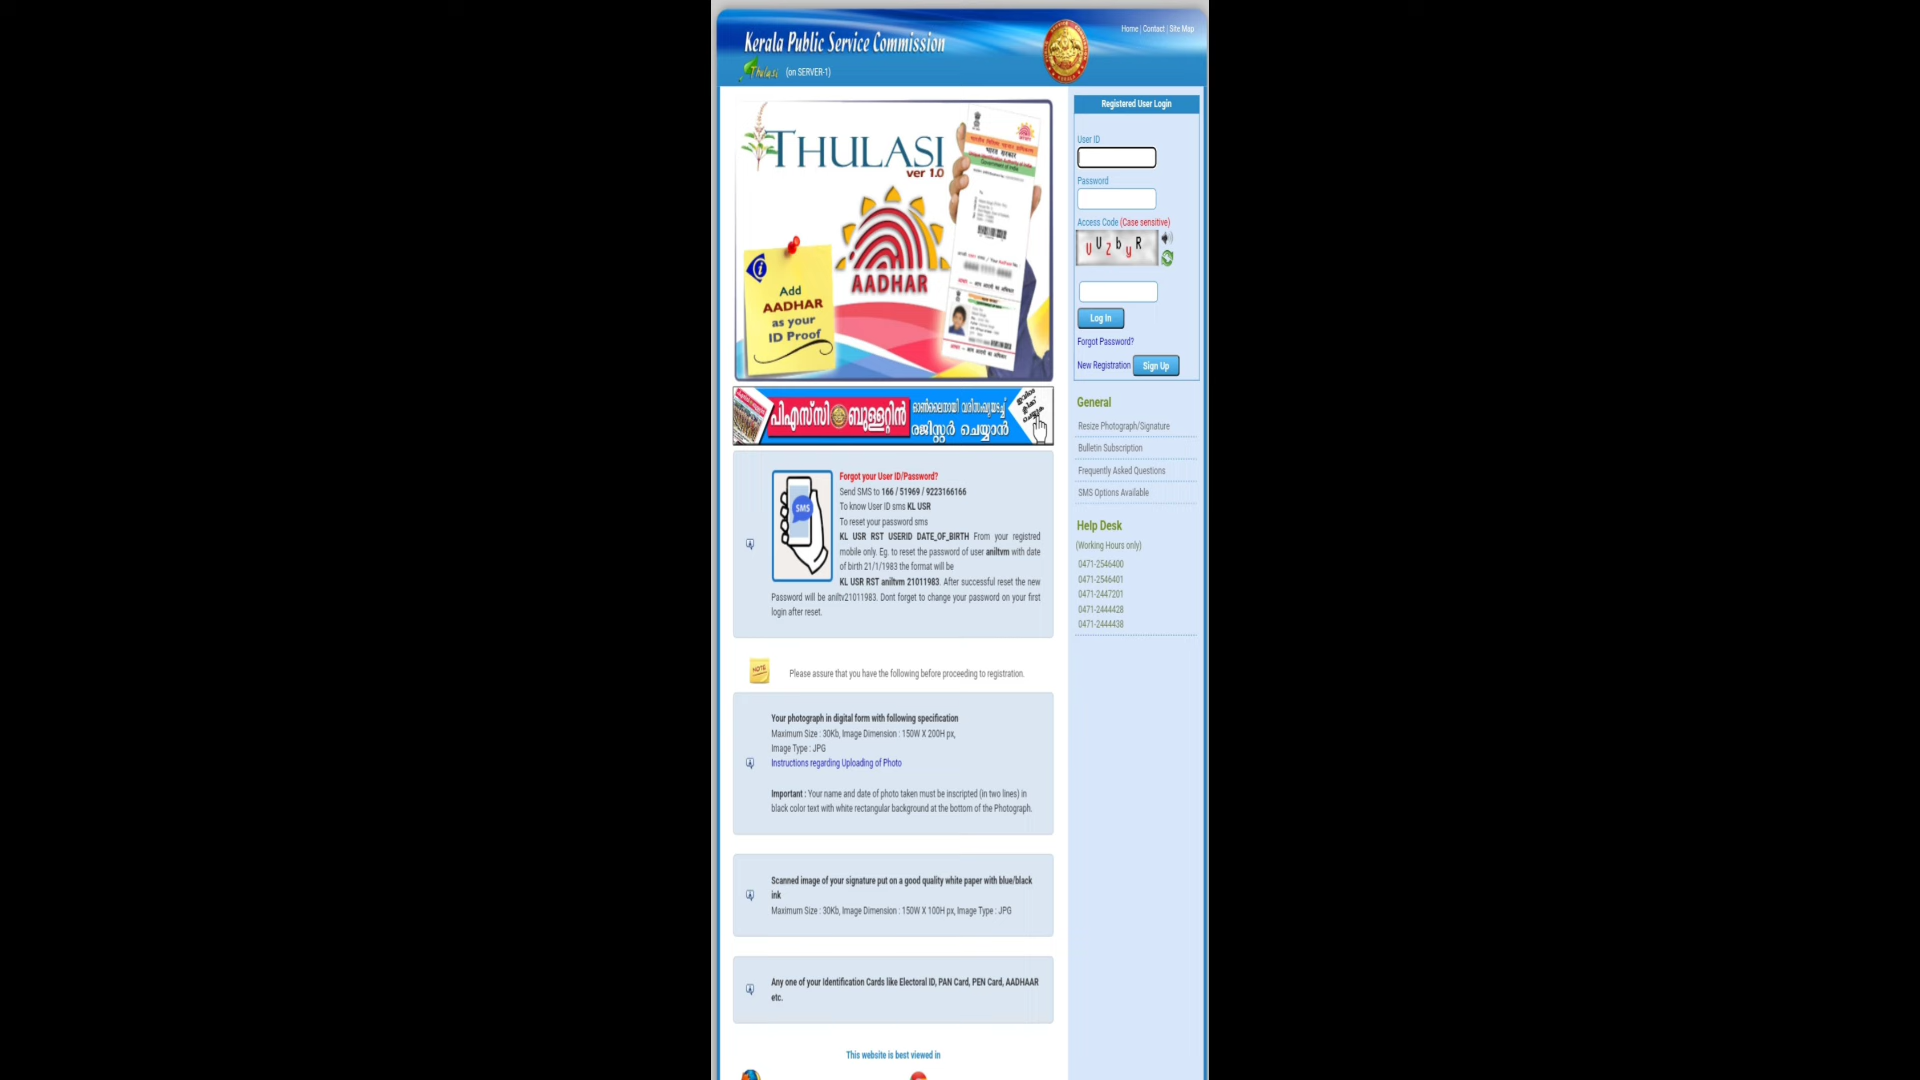 Kerala Public Service Commission
Home | Contact | Site Map
Thulasi (on SERVER-1)
THULASI
ver 1.0
AADHAR
Add
AADHAR
as your
ID Proof
പിഎസ്‌സി ബുള്ളറ്റിൻ
ഓൺലൈനായി വരിസംഖ്യയടച്ച്
രജിസ്റ്റർ ചെയ്യാൻ
SMS
Forgot your User ID/Password?
Send SMS to 166 / 51969 / 9223166166
To know User ID sms KL USR
To reset your password sms
KL USR RST USERID DATE_OF_BIRTH From your registred
mobile only. Eg. to reset the password of user aniltvm with date
of birth 21/1/1983 the format will be
KL USR RST aniltvm 21011983. After successful reset the new
Password will be aniltv21011983. Dont forget to change your password on your first
login after reset.
NOTE
Please assure that you have the following before proceeding to registration.
Your photograph in digital form with following specification
Maximum Size : 30Kb, Image Dimension : 150W X 200H px,
Image Type : JPG
Instructions regarding Uploading of Photo
Important : Your name and date of photo taken must be inscripted (in two lines) in
black color text with white rectangular background at the bottom of the Photograph.
Scanned image of your signature put on a good quality white paper with blue/black
ink
Maximum Size : 30Kb, Image Dimension : 150W X 100H px, Image Type : JPG
Any one of your Identification Cards like Electoral ID, PAN Card, PEN Card, AADHAAR
etc.
This website is best viewed in
Registered User Login
User ID
Password
Access Code (Case sensitive)
U U Z b y R
Log In
Forgot Password?
New Registration Sign Up
General
Resize Photograph/Signature
Bulletin Subscription
Frequently Asked Questions
SMS Options Available
Help Desk
(Working Hours only)
0471-2546400
0471-2546401
0471-2447201
0471-2444428
0471-2444438